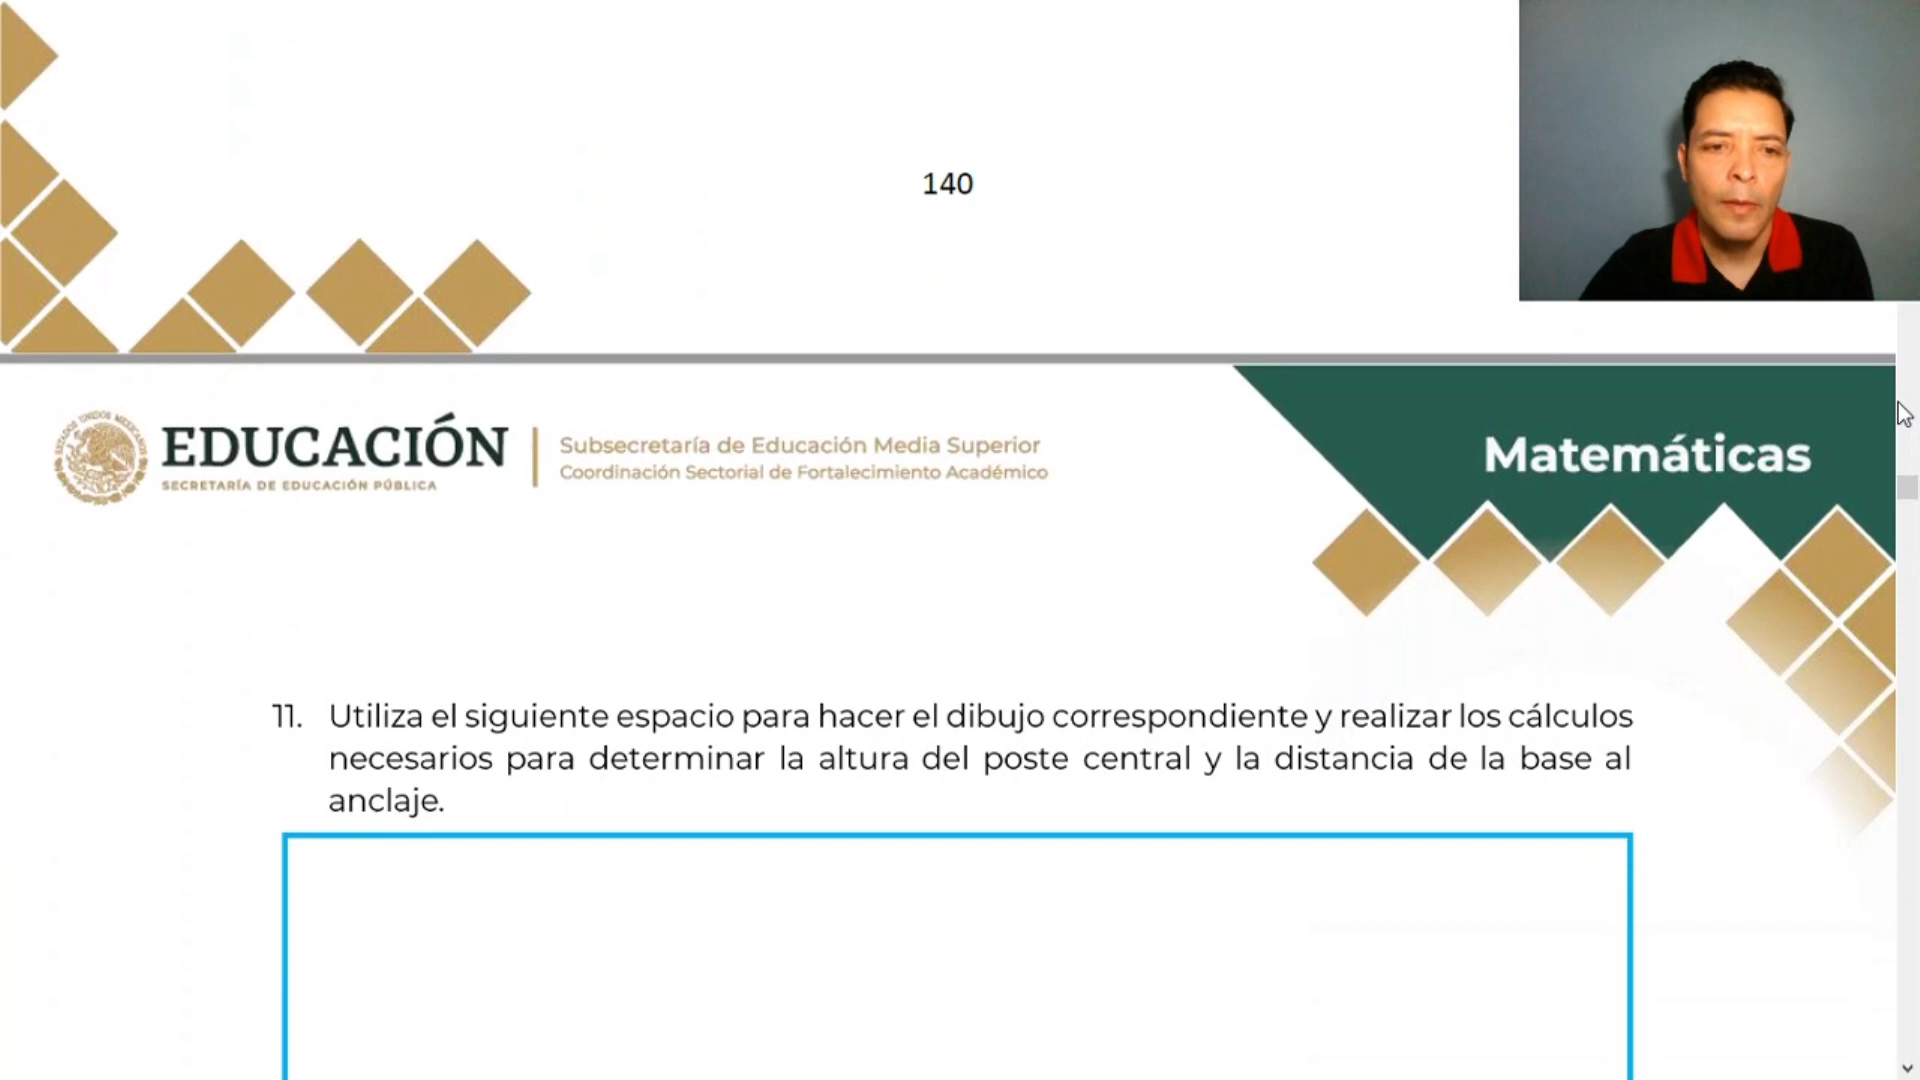 140
EDUCACIÓN
SECRETARÍA DE EDUCACIÓN PÚBLICA
Subsecretaría de Educación Media Superior
Coordinación Sectorial de Fortalecimiento Académico
Matemáticas
11. Utiliza el siguiente espacio para hacer el dibujo correspondiente y realizar los cálculos
necesarios para determinar la altura del poste central y la distancia de la base al
anclaje.